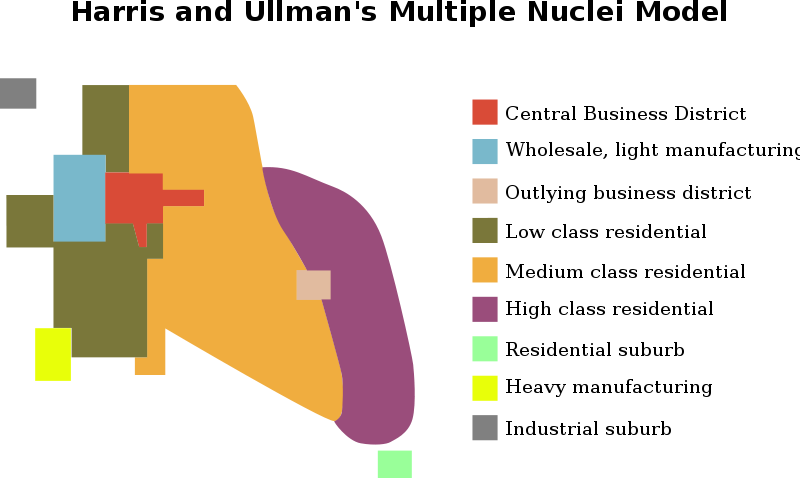 Harris and Ullman's Multiple Nuclei Model
Central Business District
Wholesale, light manufacturing
Outlying business district
Low class residential
Medium class residential
High class residential
Residential suburb
Heavy manufacturing
Industrial suburb